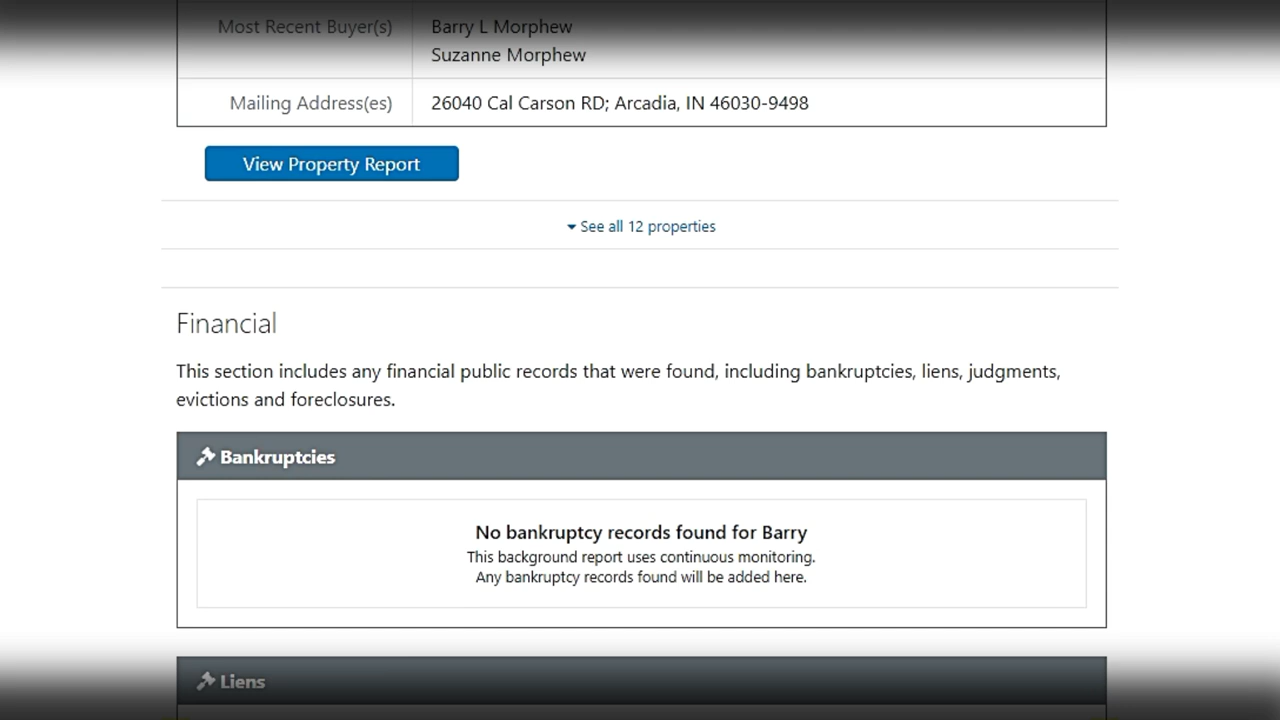 Most Recent Buyer(s) Barry L Morphew
Suzanne Morphew
Mailing Address(es) 26040 Cal Carson RD; Arcadia, IN 46030-9498
View Property Report
See all 12 properties
Financial
This section includes any financial public records that were found, including bankruptcies, liens, judgments,
evictions and foreclosures.
Bankruptcies
No bankruptcy records found for Barry
This background report uses continuous monitoring.
Any bankruptcy records found will be added here.
Liens